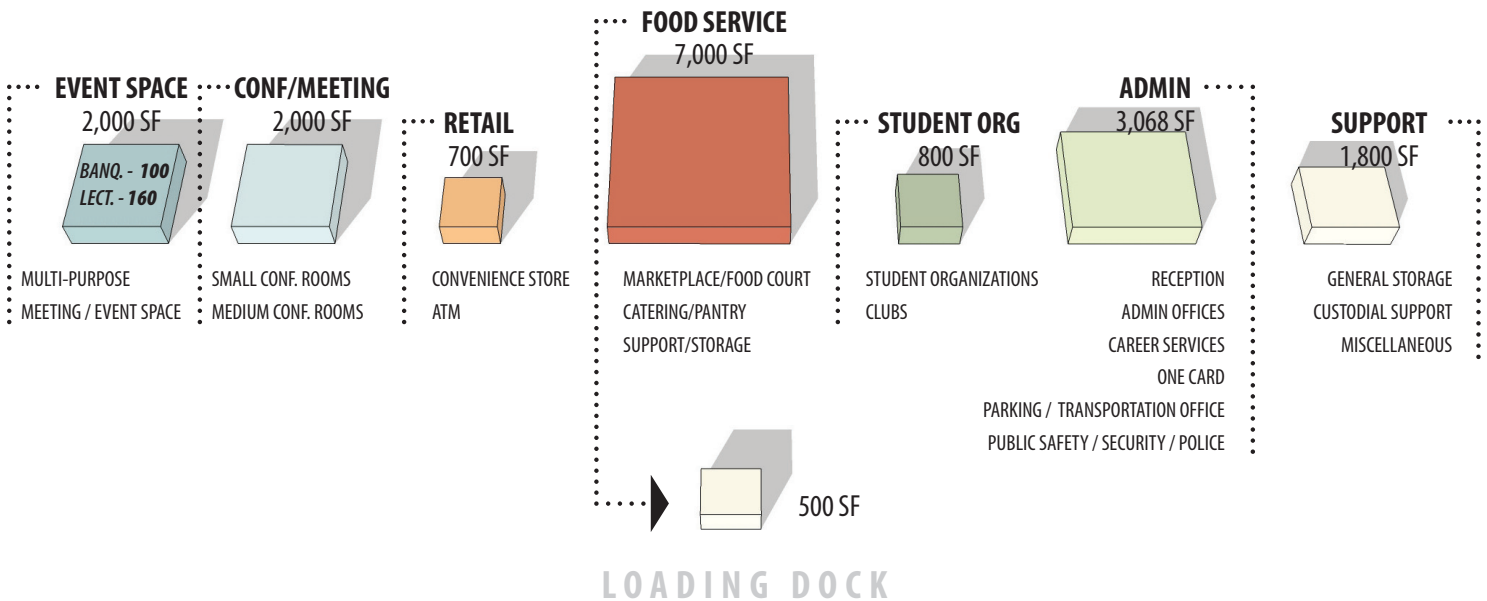 EVENT SPACE
2,000 SF
BANQ. - 100
LECT. - 160
MULTI-PURPOSE
MEETING / EVENT SPACE
CONF/MEETING
2,000 SF
SMALL CONF. ROOMS
MEDIUM CONF. ROOMS
RETAIL
700 SF
CONVENIENCE STORE
ATM
FOOD SERVICE
7,000 SF
MARKETPLACE/FOOD COURT
CATERING/PANTRY
SUPPORT/STORAGE
STUDENT ORG
800 SF
STUDENT ORGANIZATIONS
CLUBS
ADMIN
3,068 SF
RECEPTION
ADMIN OFFICES
CAREER SERVICES
ONE CARD
PARKING / TRANSPORTATION OFFICE
PUBLIC SAFETY / SECURITY / POLICE
SUPPORT
1,800 SF
GENERAL STORAGE
CUSTODIAL SUPPORT
MISCELLANEOUS
500 SF
LOADING DOCK